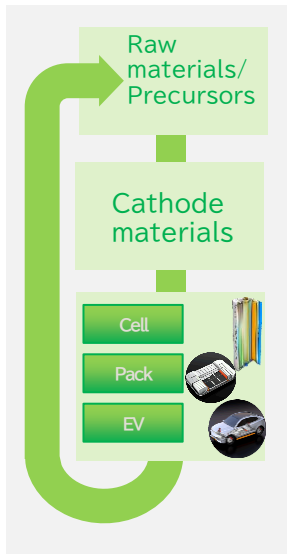 Raw
materials/
Precursors
Cathode
materials
Cell
Pack
EV